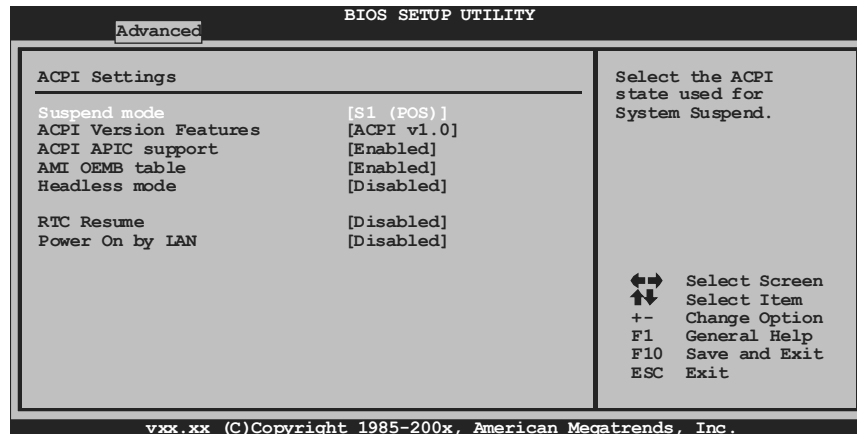 BIOS SETUP UTILITY
Advanced
ACPI Settings
Suspend mode [S1 (POS)]
ACPI Version Features [ACPI v1.0]
ACPI APIC support [Enabled]
AMI OEMB table [Enabled]
Headless mode [Disabled]
RTC Resume [Disabled]
Power On by LAN [Disabled]
Select the ACPI
state used for
System Suspend.
Select Screen
Select Item
+- Change Option
F1 General Help
F10 Save and Exit
ESC Exit
vxx.xx (C)Copyright 1985-200x, American Megatrends, Inc.